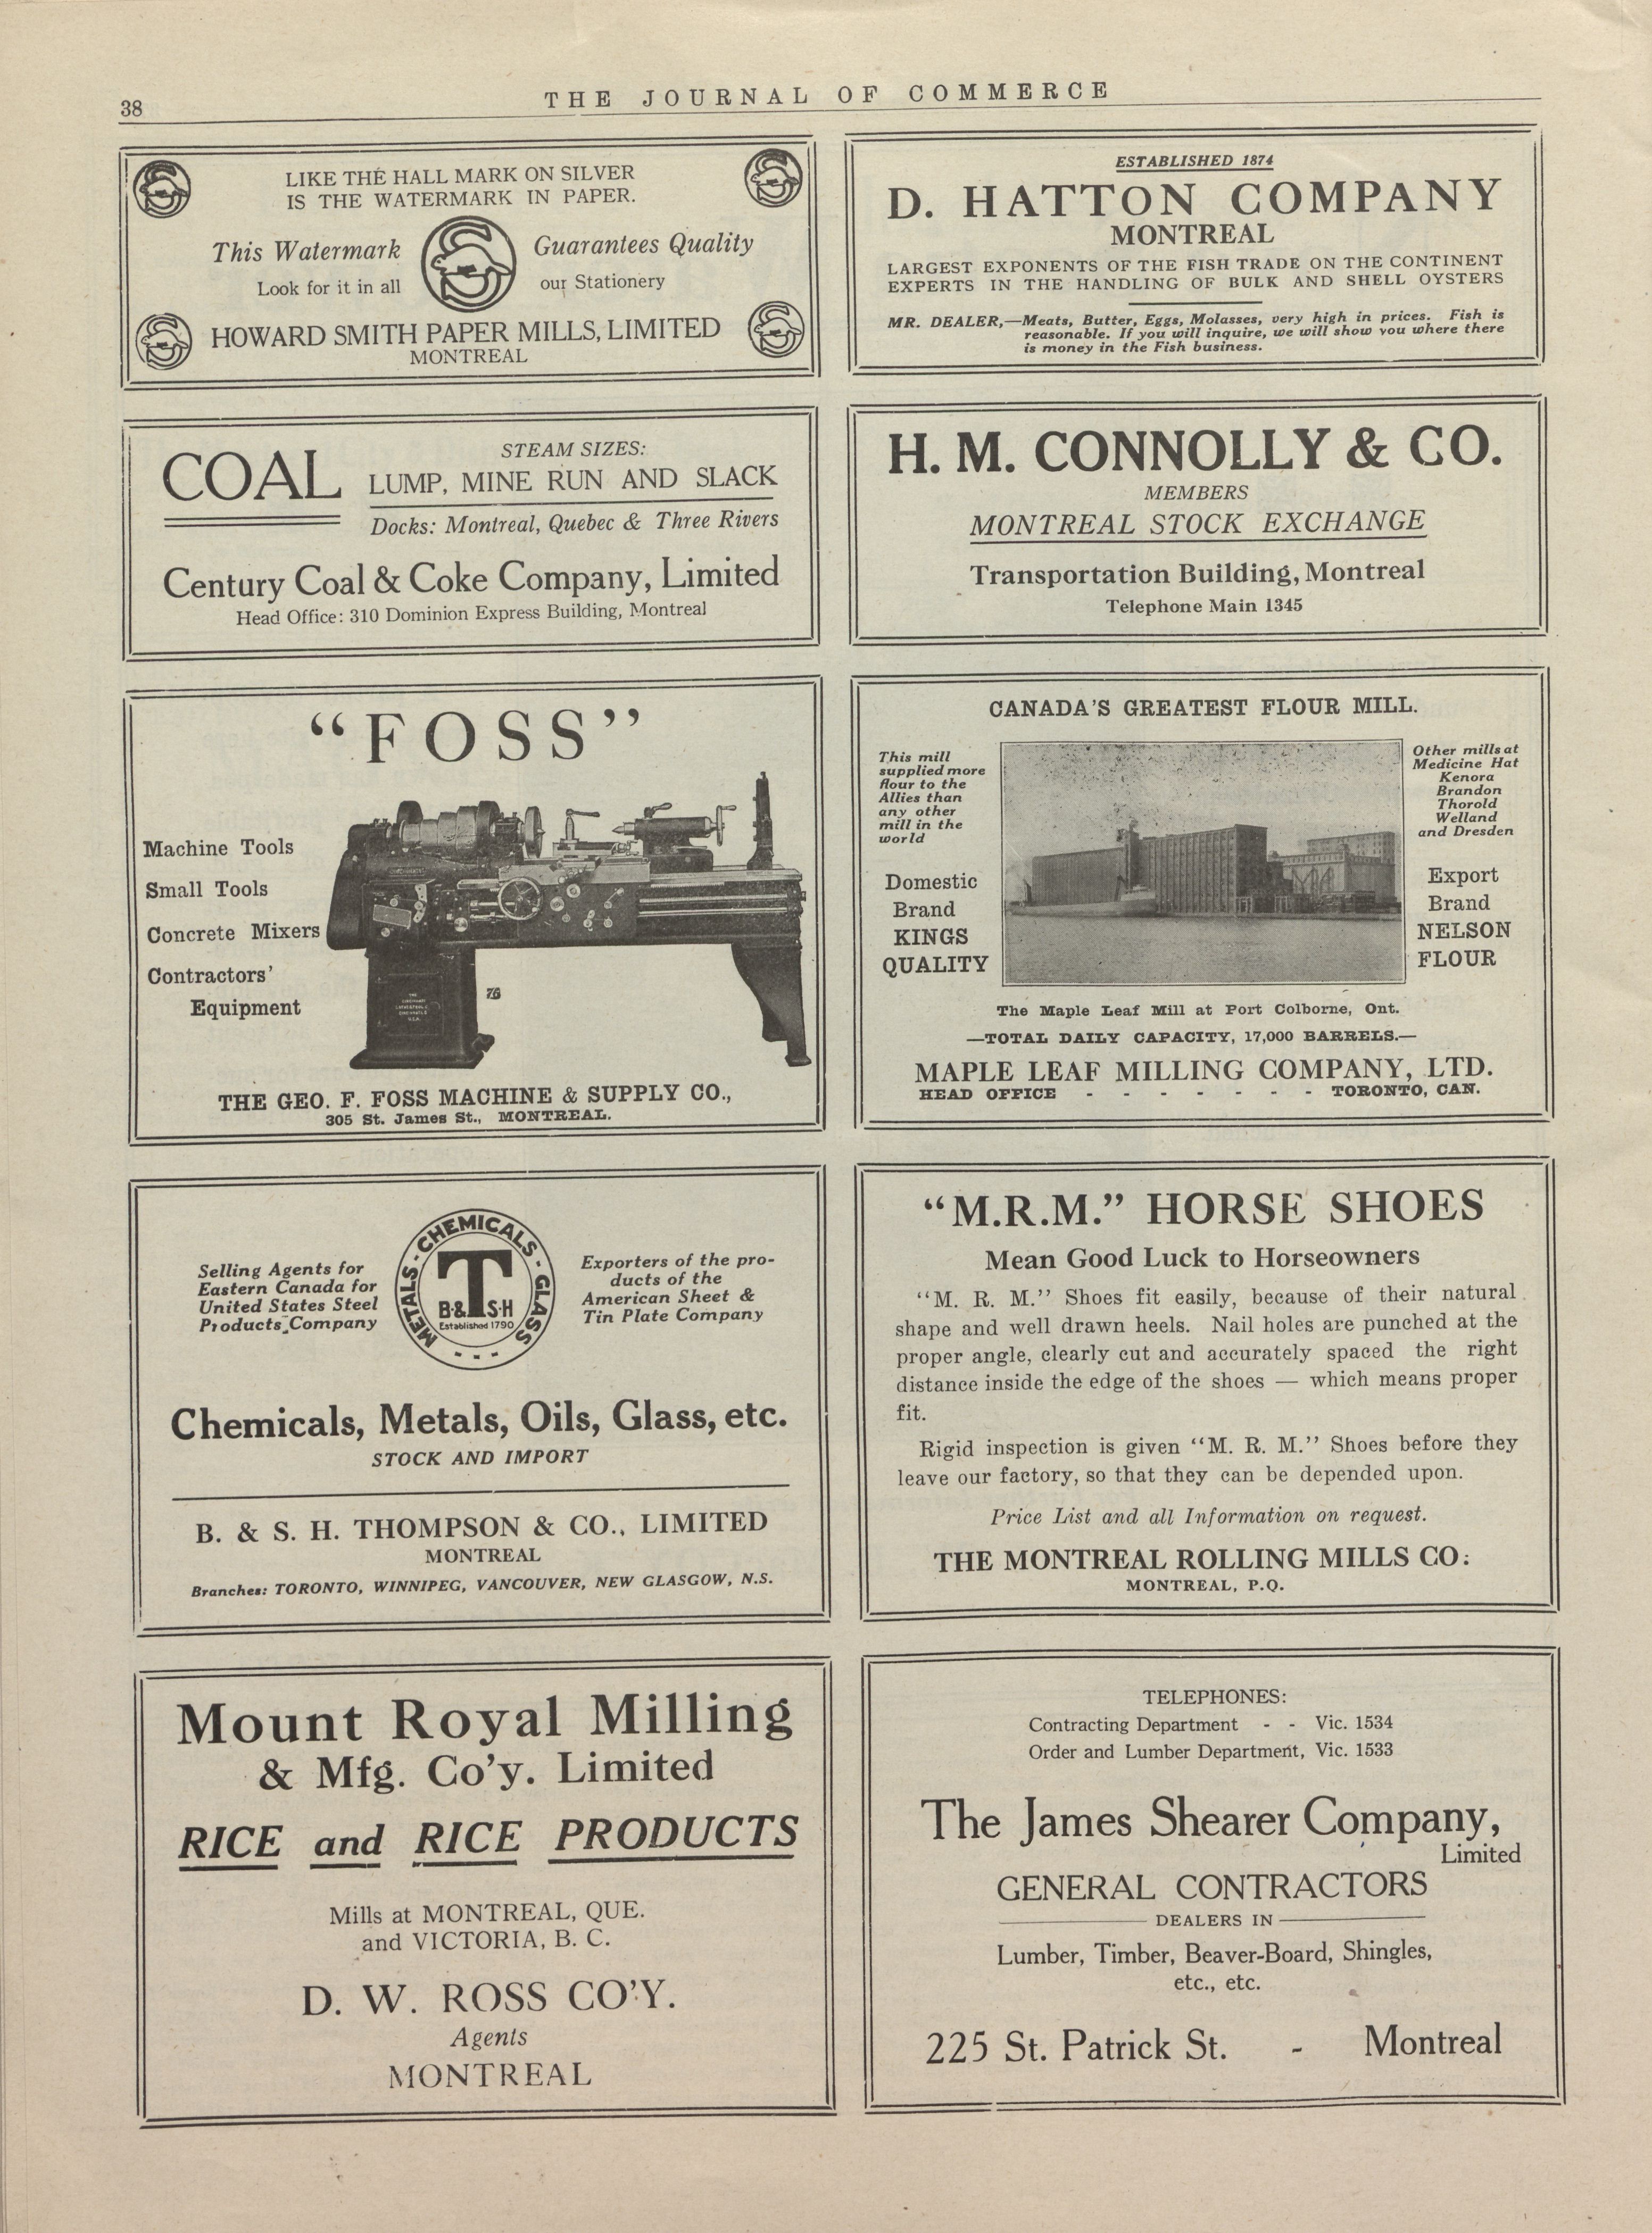 38
THE JOURNAL OF COMMERCE
LIKE THE HALL MARK ON SILVER
IS THE WATERMARK IN PAPER.
This Watermark
Guarantees Quality
Look for it in all
our Stationery
HOWARD SMITH PAPER MILLS, LIMITED
MONTREAL
ESTABLISHED 1874
D. HATTON COMPANY
MONTREAL
LARGEST EXPONENTS OF THE FISH TRADE ON THE CONTINENT
EXPERTS IN THE HANDLING OF BULK AND SHELL OYSTERS
MR. DEALER,—Meats, Butter, Eggs, Molasses, very high in prices. Fish is
reasonable. If you will inquire, we will show you where there
is money in the Fish business.
COAL
STEAM SIZES:
LUMP, MINE RUN AND SLACK
Docks: Montreal, Quebec & Three Rivers
Century Coal & Coke Company, Limited
Head Office: 310 Dominion Express Building, Montreal
H. M. CONNOLLY & CO.
MEMBERS
MONTREAL STOCK EXCHANGE
Transportation Building, Montreal
Telephone Main 1345
"FOSS"
Machine Tools
Small Tools
Concrete Mixers
Contractors'
Equipment
76
THE GEO. F. FOSS MACHINE & SUPPLY CO.,
305 St. James St., MONTREAL.
CANADA'S GREATEST FLOUR MILL.
This mill
supplied more
flour to the
Allies than
any other
mill in the
world
Domestic
Brand
KINGS
QUALITY
Other mills at
Medicine Hat
Kenora
Brandon
Thorold
Welland
and Dresden
Export
Brand
NELSON
FLOUR
The Maple Leaf Mill at Port Colborne, Ont.
—TOTAL DAILY CAPACITY, 17,000 BARRELS.—
MAPLE LEAF MILLING COMPANY, LTD.
HEAD OFFICE - - - - - - - TORONTO, CAN.
Selling Agents for
Eastern Canada for
United States Steel
Products Company
METALS - CHEMICALS - GLASS - - -
T
B.& S.H
Established 1790
Exporters of the pro-
ducts of the
American Sheet &
Tin Plate Company
Chemicals, Metals, Oils, Glass, etc.
STOCK AND IMPORT
B. & S. H. THOMPSON & CO., LIMITED
MONTREAL
Branches: TORONTO, WINNIPEG, VANCOUVER, NEW GLASGOW, N.S.
"M.R.M." HORSE SHOES
Mean Good Luck to Horseowners
"M. R. M." Shoes fit easily, because of their natural
shape and well drawn heels. Nail holes are punched at the
proper angle, clearly cut and accurately spaced the right
distance inside the edge of the shoes — which means proper
fit.
Rigid inspection is given "M. R. M." Shoes before they
leave our factory, so that they can be depended upon.
Price List and all Information on request.
THE MONTREAL ROLLING MILLS CO.
MONTREAL, P.Q.
Mount Royal Milling
& Mfg. Co'y. Limited
RICE and RICE PRODUCTS
Mills at MONTREAL, QUE.
and VICTORIA, B. C.
D. W. ROSS CO'Y.
Agents
MONTREAL
TELEPHONES:
Contracting Department - - Vic. 1534
Order and Lumber Department, Vic. 1533
The James Shearer Company,
Limited
GENERAL CONTRACTORS
DEALERS IN
Lumber, Timber, Beaver-Board, Shingles,
etc., etc.
225 St. Patrick St. - Montreal